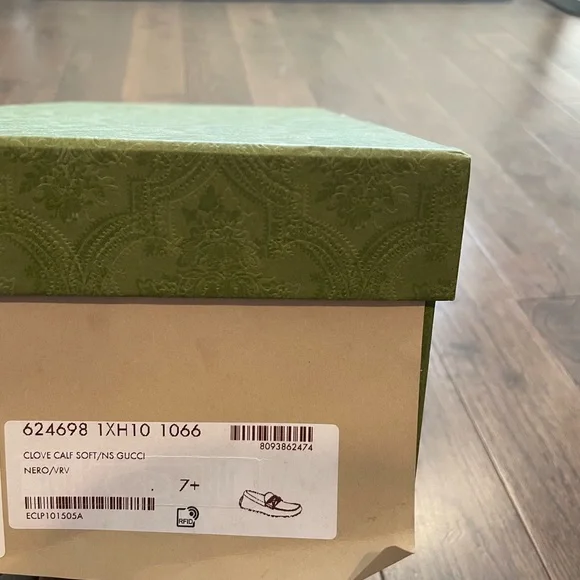 624698 1XH10 1066
8093862474
CLOVE CALF SOFT/NS GUCCI
NERO/VRV
7+
ECLP101505A
RFID